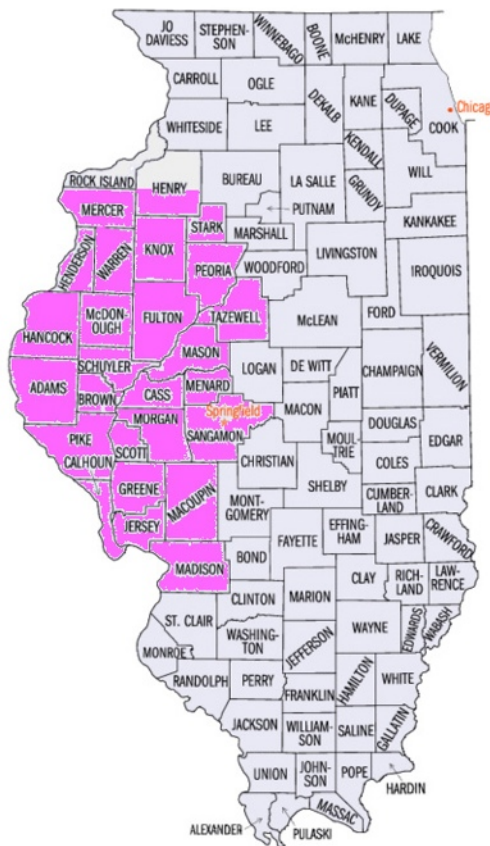 JO
DAVIESS
STEPHEN-
SON
WINNEBAGO
BOONE
McHENRY
LAKE
CARROLL
OGLE
DEKALB
KANE
DUPAGE
COOK
Chicag
WHITESIDE
LEE
KENDALL
WILL
ROCK ISLAND
HENRY
BUREAU
LA SALLE
GRUNDY
PUTNAM
KANKAKEE
MERCER
STARK
MARSHALL
LIVINGSTON
HENDERSON
WARREN
KNOX
PEORIA
WOODFORD
IROQUOIS
HANCOCK
McDON-
OUGH
FULTON
TAZEWELL
McLEAN
FORD
SCHUYLER
MASON
LOGAN
DE WITT
CHAMPAIGN
VERMILION
ADAMS
BROWN
CASS
MENARD
PIATT
MACON
PIKE
SCOTT
MORGAN
Springfield
SANGAMON
CHRISTIAN
MOUL-
TRIE
DOUGLAS
EDGAR
COLES
CALHOUN
GREENE
MACOUPIN
MONT-
GOMERY
SHELBY
CUMBER-
LAND
CLARK
JERSEY
FAYETTE
EFFING-
HAM
JASPER
CRAWFORD
MADISON
BOND
CLAY
RICH-
LAND
LAW-
RENCE
CLINTON
MARION
ST. CLAIR
WASHING-
TON
JEFFERSON
WAYNE
EDWARDS
WABASH
MONROE
RANDOLPH
PERRY
FRANKLIN
HAMILTON
WHITE
JACKSON
WILLIAM-
SON
SALINE
GALLATIN
UNION
JOHN-
SON
POPE
HARDIN
ALEXANDER
PULASKI
MASSAC